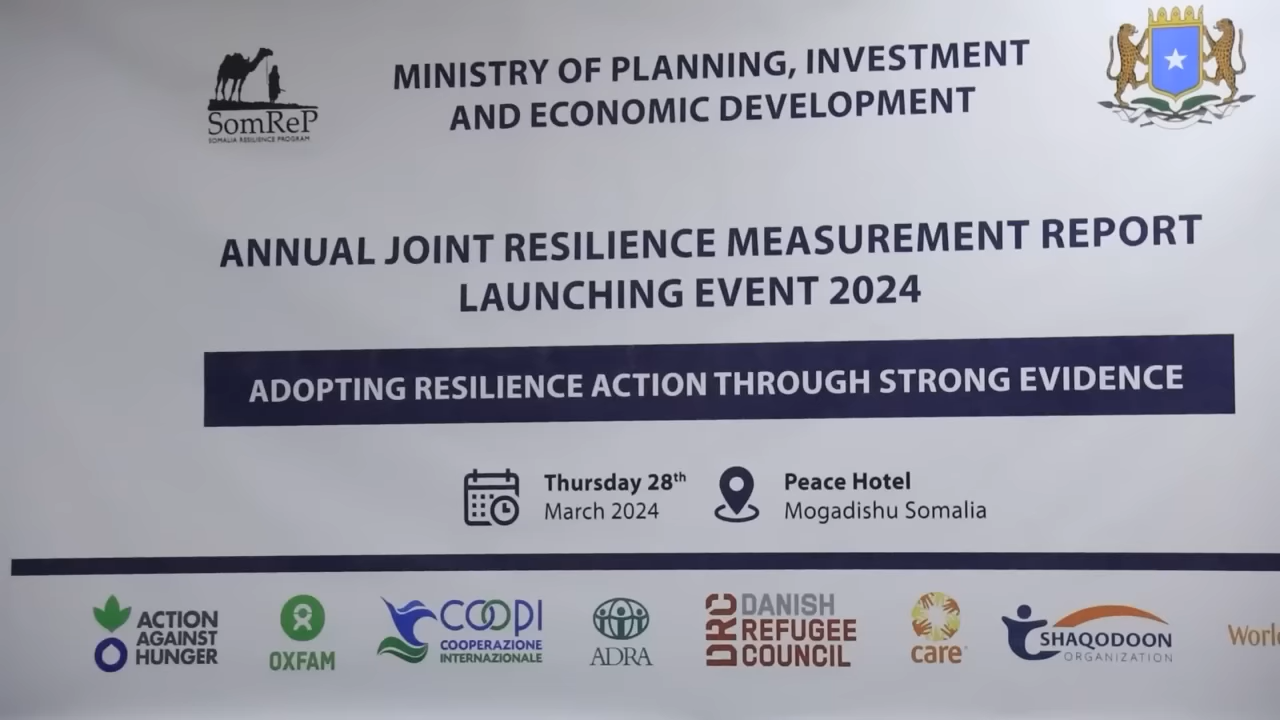 SomReP
SOMALIA RESILIENCE PROGRAM
MINISTRY OF PLANNING, INVESTMENT
AND ECONOMIC DEVELOPMENT
ANNUAL JOINT RESILIENCE MEASUREMENT REPORT
LAUNCHING EVENT 2024
ADOPTING RESILIENCE ACTION THROUGH STRONG EVIDENCE
Thursday 28th
March 2024
Peace Hotel
Mogadishu Somalia
ACTION
AGAINST
HUNGER
OXFAM
COOPI
COOPERAZIONE
INTERNAZIONALE
ADRA
DRC
DANISH
REFUGEE
COUNCIL
care
SHAQODOON
ORGANIZATION